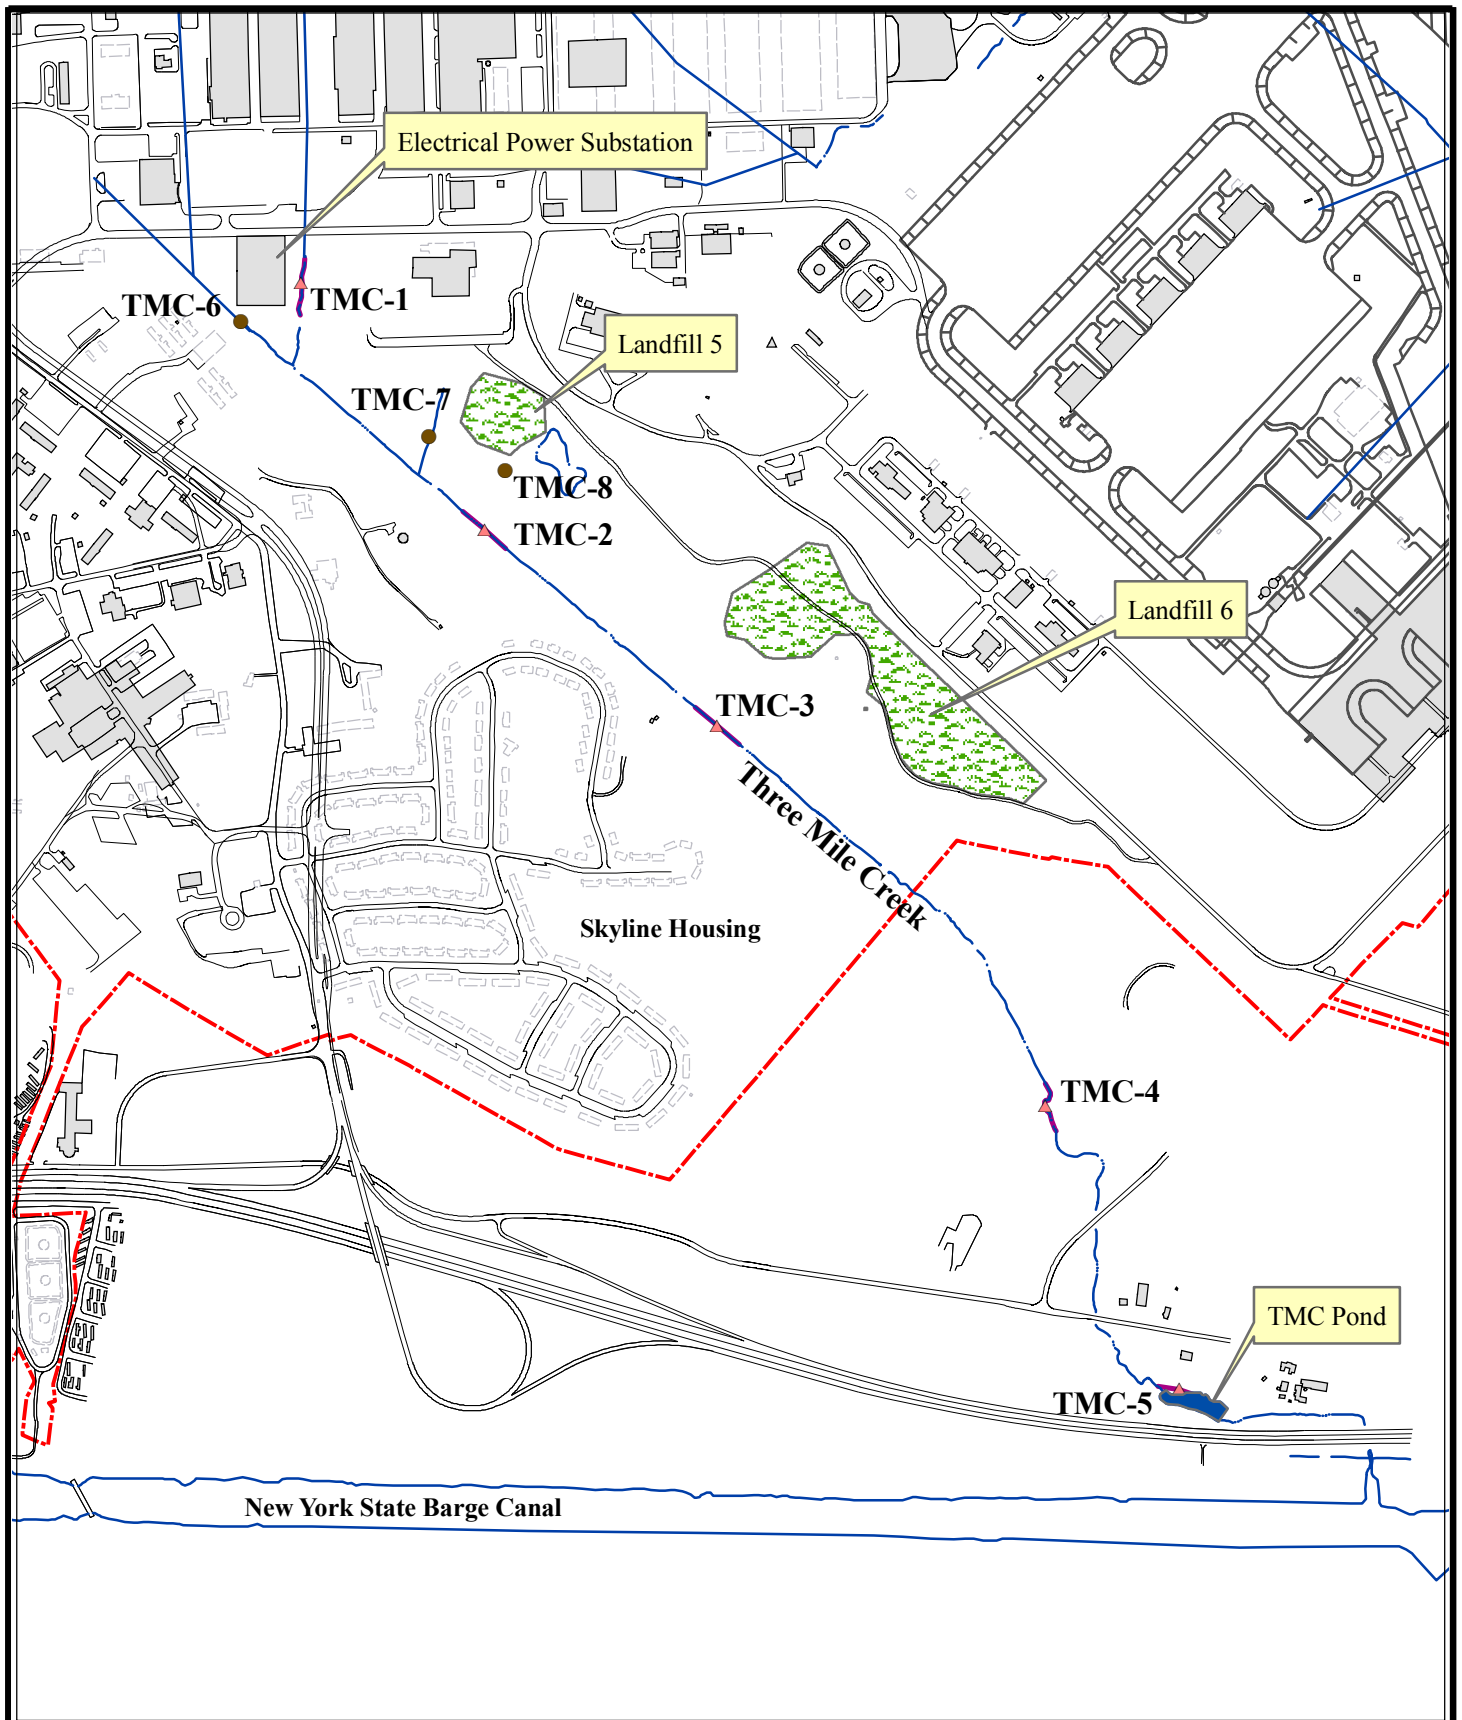 Electrical Power Substation
TMC-6
TMC-1
Landfill 5
TMC-7
TMC-8
TMC-2
Landfill 6
TMC-3
Three Mile Creek
Skyline Housing
TMC-4
TMC Pond
TMC-5
New York State Barge Canal